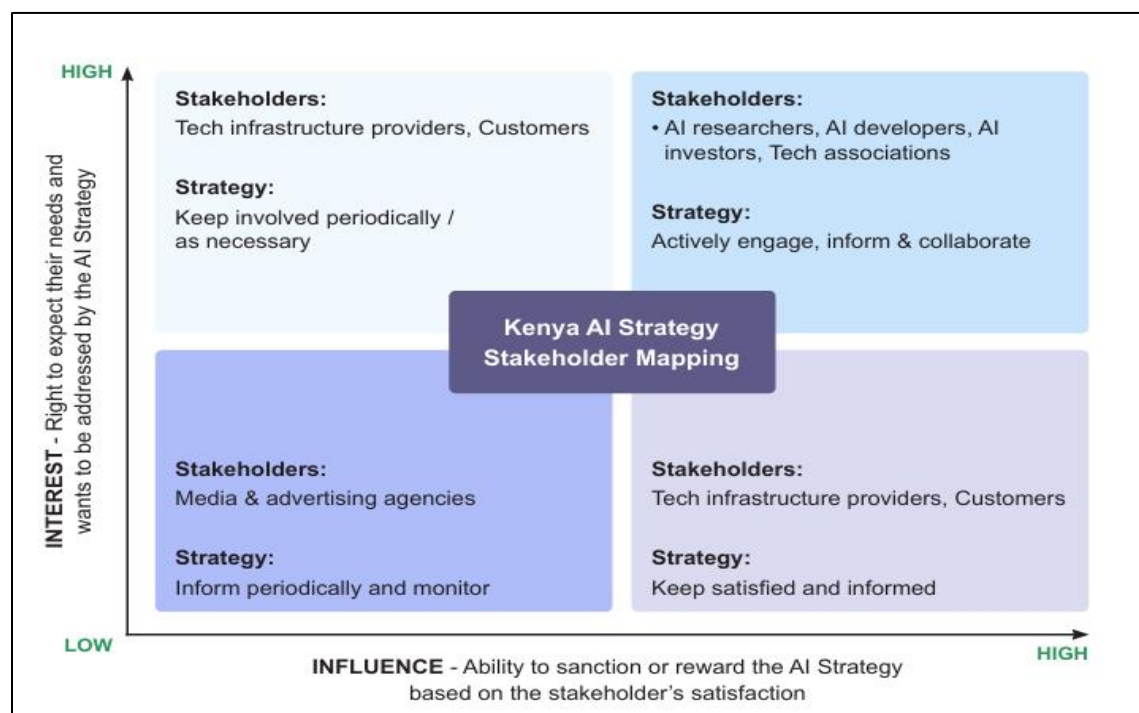 HIGH
INTEREST - Right to expect their needs and
wants to be addressed by the AI Strategy
Stakeholders:
Tech infrastructure providers, Customers
Strategy:
Keep involved periodically /
as necessary
Stakeholders:
• AI researchers, AI developers, AI
investors, Tech associations
Strategy:
Actively engage, inform & collaborate
Kenya AI Strategy
Stakeholder Mapping
Stakeholders:
Media & advertising agencies
Strategy:
Inform periodically and monitor
Stakeholders:
Tech infrastructure providers, Customers
Strategy:
Keep satisfied and informed
LOW
HIGH
INFLUENCE - Ability to sanction or reward the AI Strategy
based on the stakeholder’s satisfaction